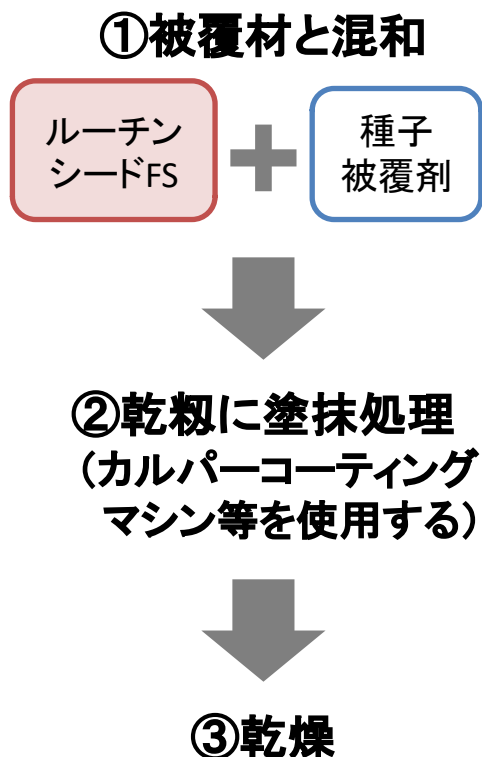 ①被覆材と混和
ルーチン
シードFS
種子
被覆剤
②乾籾に塗抹処理
（カルパーコーティング
マシン等を使用する）
③乾燥